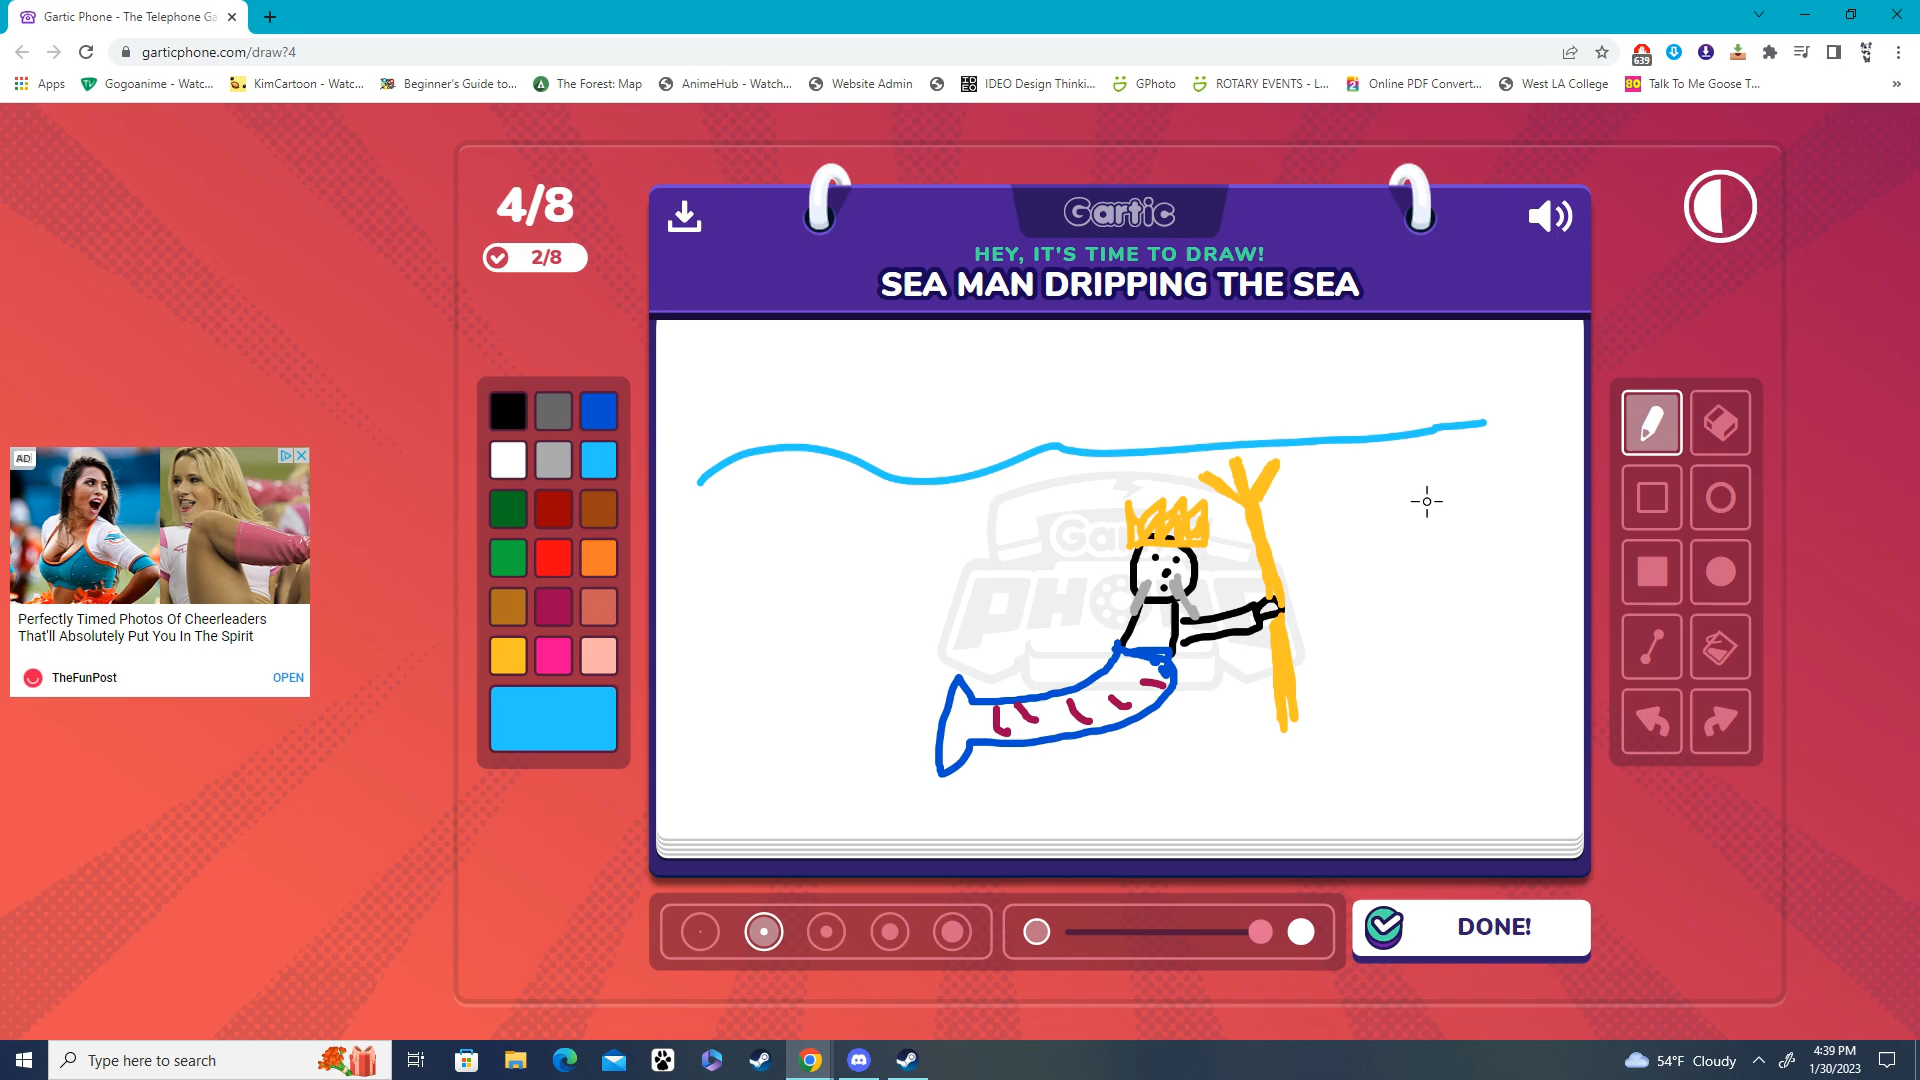 Gartic Phone - The Telephone Ga
garticphone.com/draw?4
639
Apps
Gogoanime - Watc...
KimCartoon - Watc...
Beginner's Guide to...
The Forest: Map
AnimeHub - Watch...
Website Admin
IDEO Design Thinki...
GPhoto
ROTARY EVENTS - L...
Online PDF Convert...
West LA College
80
Talk To Me Goose T...
»
4/8
2/8
Gartic
HEY, IT'S TIME TO DRAW!
SEA MAN DRIPPING THE SEA
AD
Perfectly Timed Photos Of Cheerleaders
That'll Absolutely Put You In The Spirit
TheFunPost
OPEN
DONE!
Type here to search
54°F Cloudy
4:39 PM
1/30/2023